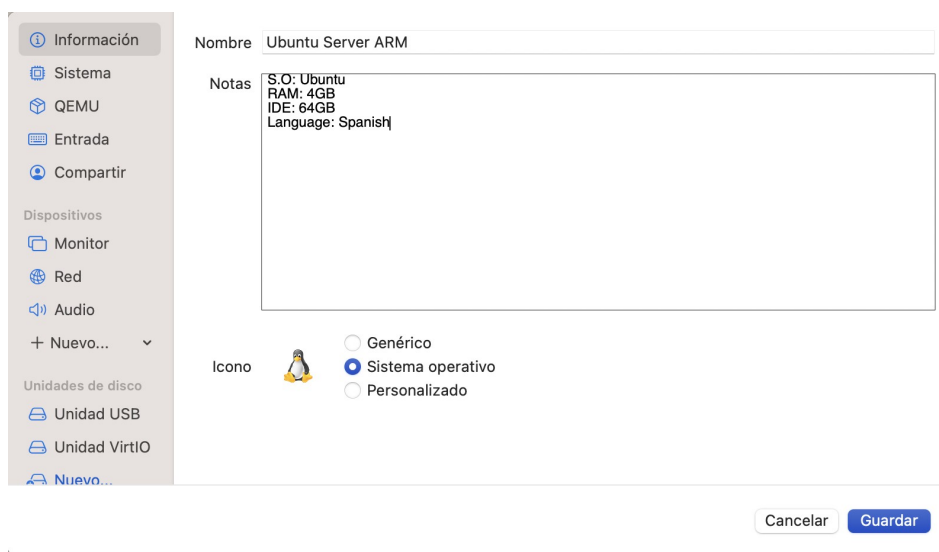 Información
Sistema
QEMU
Entrada
Compartir
Dispositivos
Monitor
Red
Audio
+ Nuevo...
Unidades de disco
Unidad USB
Unidad VirtIO
Nuevo...
Nombre Ubuntu Server ARM
Notas
S.O: Ubuntu
RAM: 4GB
IDE: 64GB
Language: Spanish
Icono
Genérico
Sistema operativo
Personalizado
Cancelar Guardar